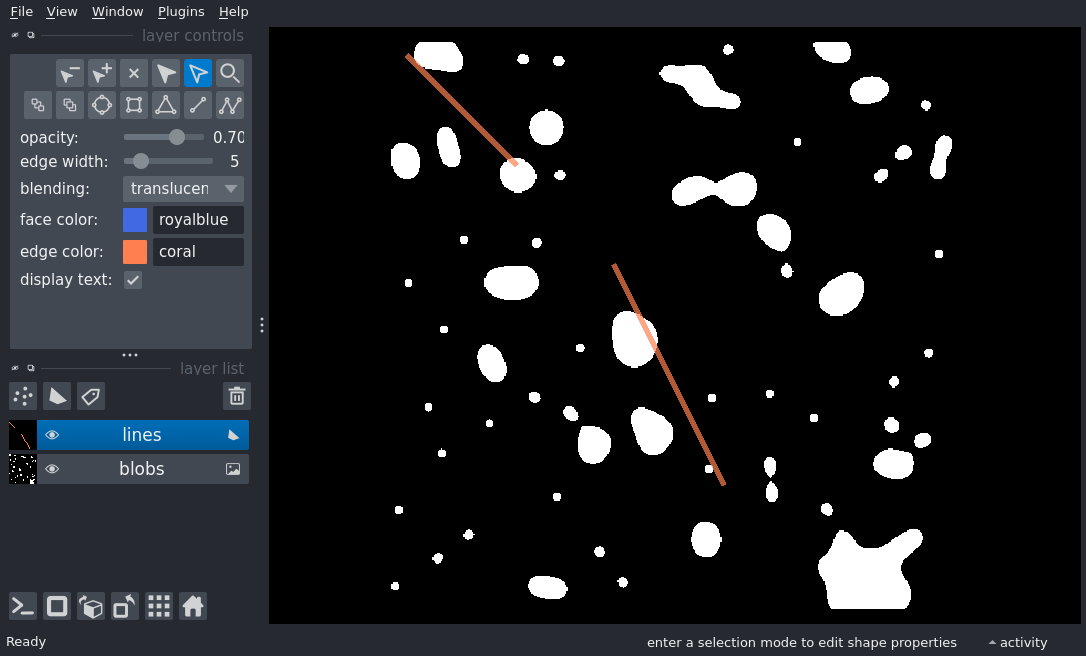 File View Window Plugins Help
layer controls
opacity: 0.70
edge width: 5
blending: translucen
face color: royalblue
edge color: coral
display text:
layer list
lines
blobs
Ready enter a selection mode to edit shape properties activity